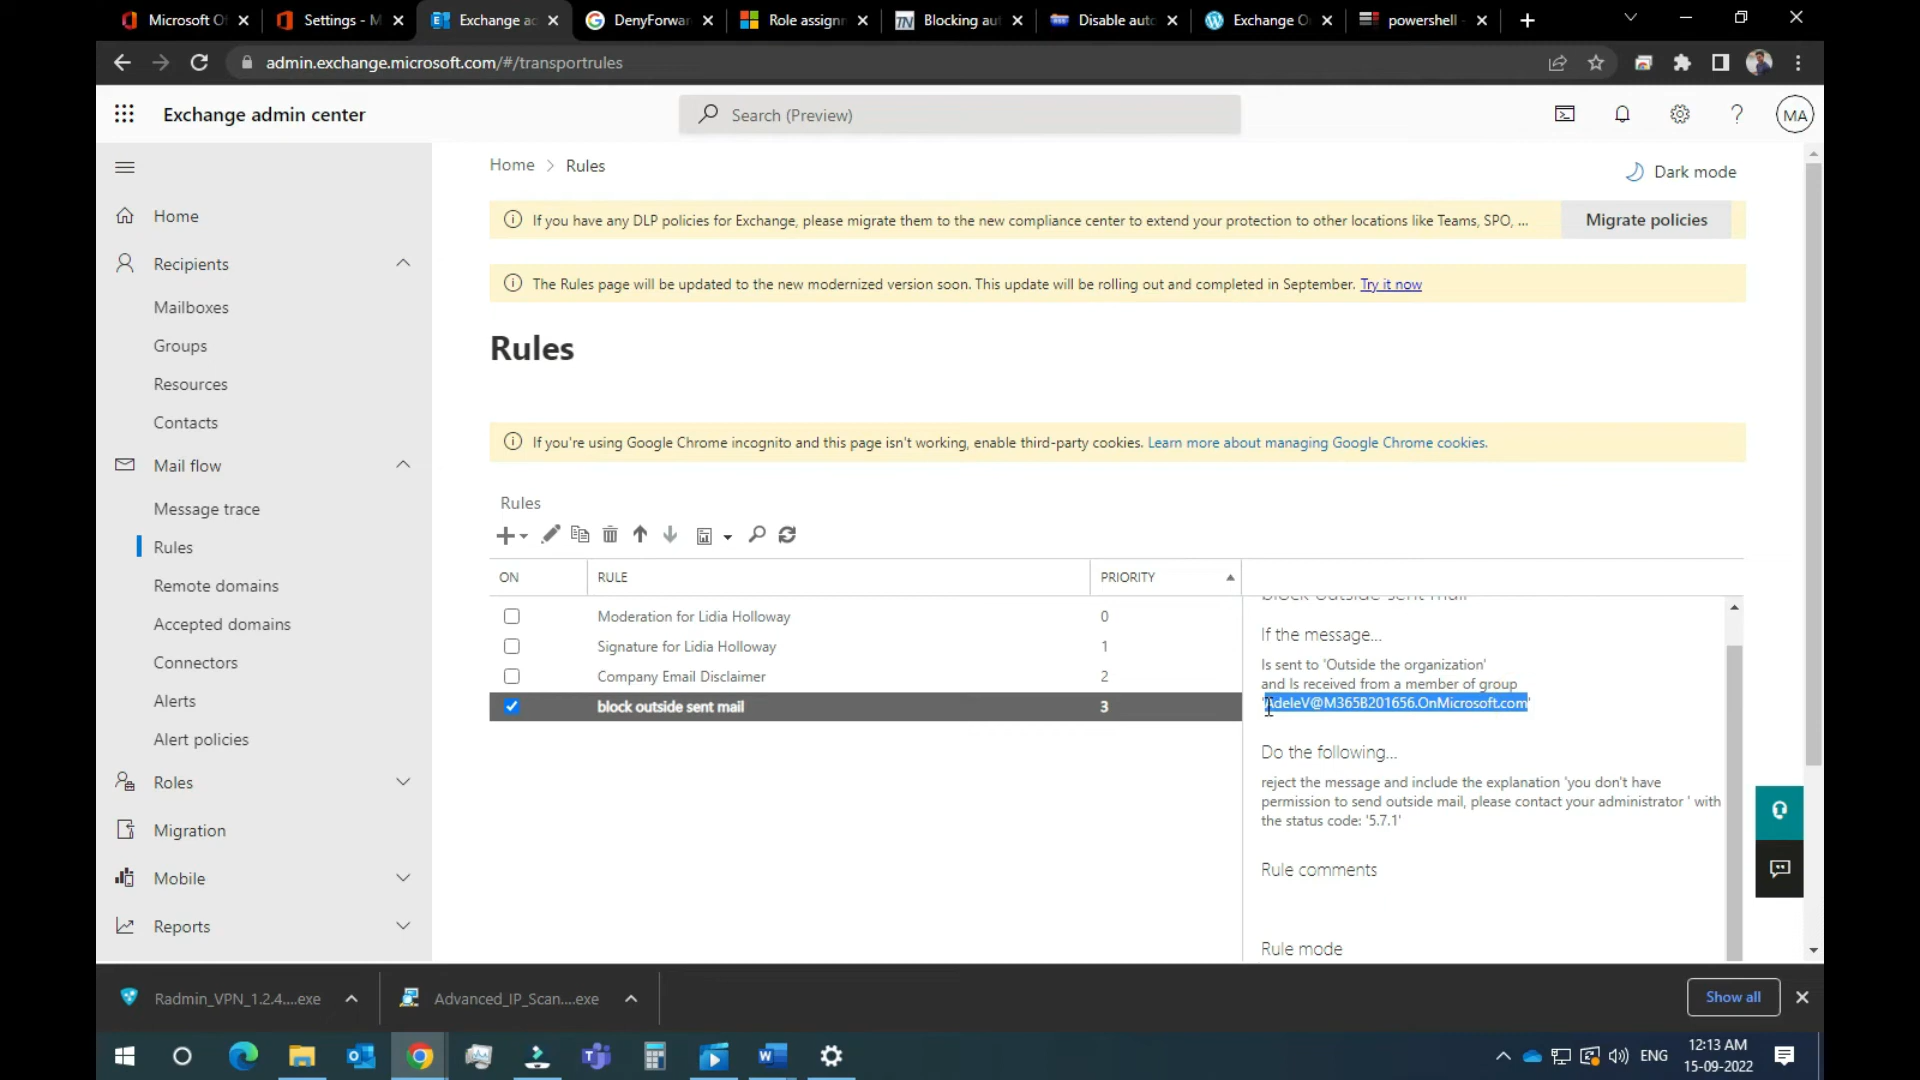 Microsoft O
Settings - M
Exchange a
DenyForwar
Role assignm
Blocking aut
Disable auto
Exchange O
powershell
admin.exchange.microsoft.com/#/transportrules
Exchange admin center
Search (Preview)
MA
Home
Recipients
Mailboxes
Groups
Resources
Contacts
Mail flow
Message trace
Rules
Remote domains
Accepted domains
Connectors
Alerts
Alert policies
Roles
Migration
Mobile
Reports
Home > Rules
Dark mode
If you have any DLP policies for Exchange, please migrate them to the new compliance center to extend your protection to other locations like Teams, SPO, ...
Migrate policies
The Rules page will be updated to the new modernized version soon. This update will be rolling out and completed in September. Try it now
Rules
If you're using Google Chrome incognito and this page isn't working, enable third-party cookies. Learn more about managing Google Chrome cookies.
Rules
ON RULE PRIORITY
Moderation for Lidia Holloway 0
Signature for Lidia Holloway 1
Company Email Disclaimer 2
block outside sent mail 3
block outside sent mail
If the message...
Is sent to 'Outside the organization'
and Is received from a member of group
'AdeleV@M365B201656.OnMicrosoft.com'
Do the following...
reject the message and include the explanation 'you don't have
permission to send outside mail, please contact your administrator ' with
the status code: '5.7.1'
Rule comments
Rule mode
Radmin_VPN_1.2.4....exe
Advanced_IP_Scan....exe
Show all
ENG
12:13 AM
15-09-2022